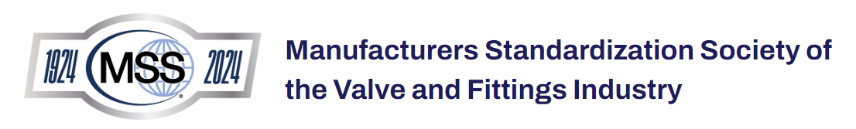 1924 MSS 2024
Manufacturers Standardization Society of
the Valve and Fittings Industry